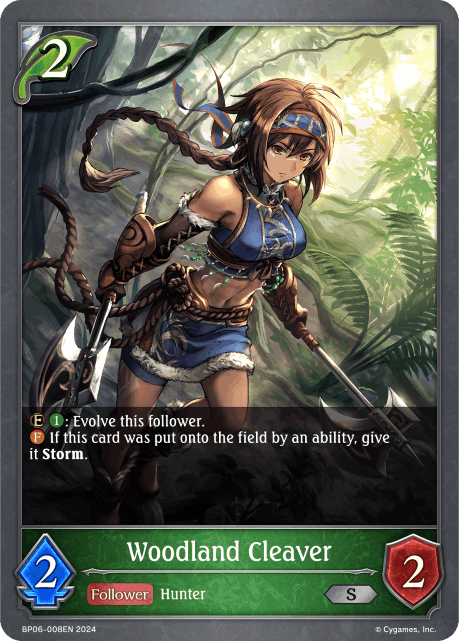 2
E 1: Evolve this follower.
F If this card was put onto the field by an ability, give
it Storm.
Woodland Cleaver
2
Follower Hunter
S
2
BP06-008EN 2024
© Cygames, Inc.